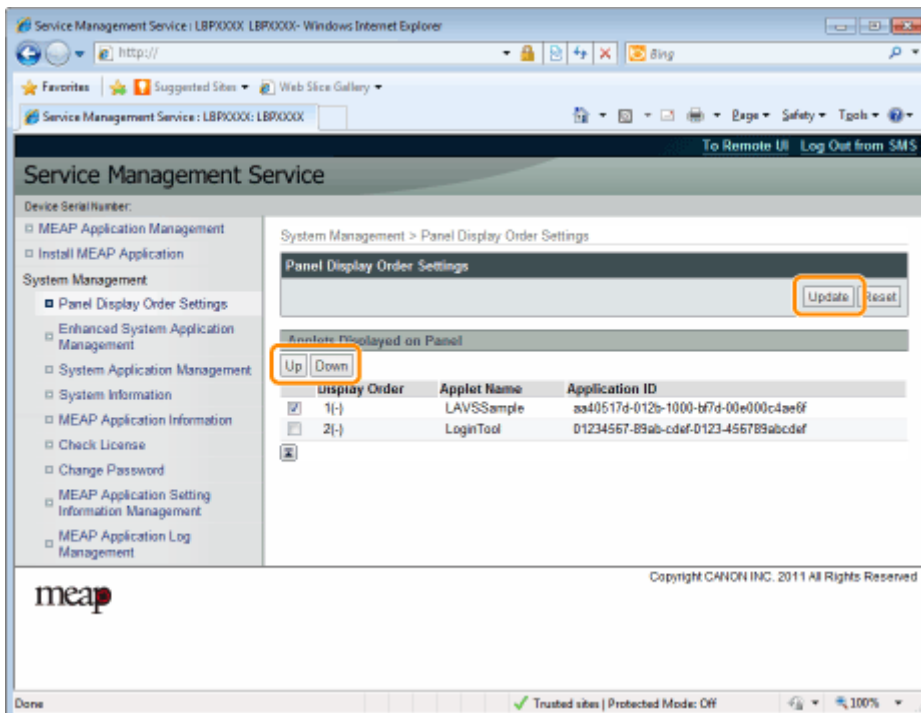 Service Management Service : LBPXXXX LBPXXXX- Windows Internet Explorer
http://
Bing
Favorites Suggested Sites Web Slice Gallery
Service Management Service : LBPXXXX: LBPXXXX
Page Safety Tools
To Remote UI Log Out from SMS
Service Management Service
Device Serial Number:
MEAP Application Management
Install MEAP Application
System Management
Panel Display Order Settings
Enhanced System Application
Management
System Application Management
System Information
MEAP Application Information
Check License
Change Password
MEAP Application Setting
Information Management
MEAP Application Log
Management
System Management > Panel Display Order Settings
Panel Display Order Settings
Update Reset
Applets Displayed on Panel
Up Down
Display Order Applet Name Application ID
1(-) LAVSSample aa40517d-012b-1000-bf7d-00e000c4ae6f
2(-) LoginTool 01234567-89ab-cdef-0123-456789abcdef
Copyright CANON INC. 2011 All Rights Reserved
meap
Done
Trusted sites | Protected Mode: Off
100%